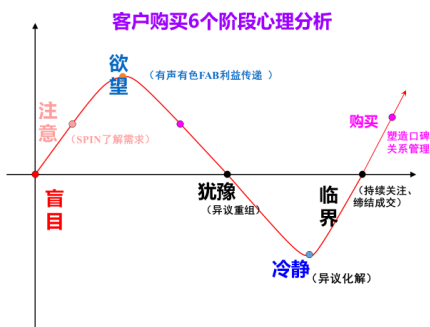 客户购买6个阶段心理分析
欲望
(有声有色FAB利益传递 )
注意
(SPIN了解需求)
购买
塑造口碑
关系管理
盲目
犹豫
(异议重组)
临界
(持续关注、
缔结成交)
冷静
(异议化解)